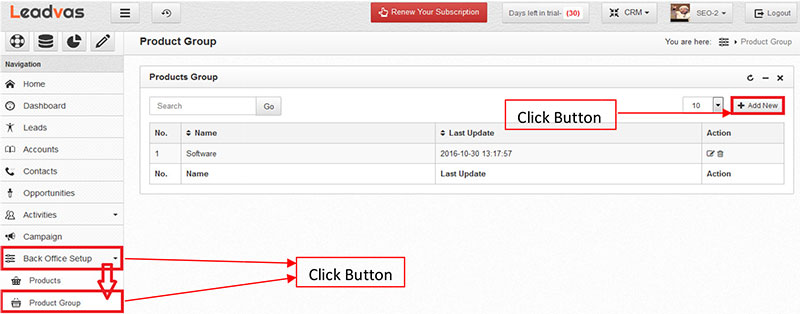 Leadvas
Renew Your Subscription
Days left in trial- (30)
CRM
SEO-2
Logout
Product Group
You are here:
Product Group
Navigation
Home
Dashboard
Leads
Accounts
Contacts
Opportunities
Activities
Campaign
Back Office Setup
Products
Product Group
Products Group
Search
Go
10
Add New
Click Button
No. Name Last Update Action
1 Software 2016-10-30 13:17:57
No. Name Last Update Action
Click Button